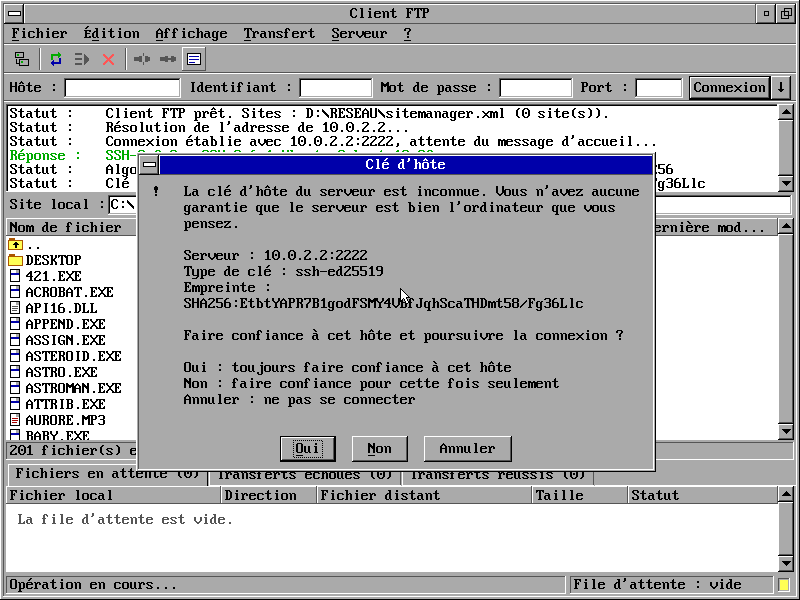 Client FTP
Fichier Édition Affichage Transfert Serveur ?
Hôte : Identifiant : Mot de passe : Port : Connexion
Statut : Client FTP prêt. Sites : D:\RESEAU\sitemanager.xml (0 site(s)).
Statut : Résolution de l'adresse de 10.0.2.2...
Statut : Connexion établie avec 10.0.2.2:2222, attente du message d'accueil...
Réponse :
Statut :
Statut : Clé
Site local : C:\
Clé d'hôte
! La clé d'hôte du serveur est inconnue. Vous n'avez aucune
garantie que le serveur est bien l'ordinateur que vous
pensez.
Serveur : 10.0.2.2:2222
Type de clé : ssh-ed25519
Empreinte :
Faire confiance à cet hôte et poursuivre la connexion ?
Oui : toujours faire confiance à cet hôte
Non : faire confiance pour cette fois seulement
Annuler : ne pas se connecter
Oui Non Annuler
Nom de fichier
..
DESKTOP
421.EXE
ACROBAT.EXE
API16.DLL
APPEND.EXE
ASSIGN.EXE
ASTEROID.EXE
ASTRO.EXE
ASTROMAN.EXE
ATTRIB.EXE
AURORE.MP3
BABY.EXE
201 fichier(s)
Fichiers en attente (0) Transferts échoués (0) Transferts réussis (0)
Fichier local Direction Fichier distant Taille Statut
La file d'attente est vide.
Opération en cours... File d'attente : vide